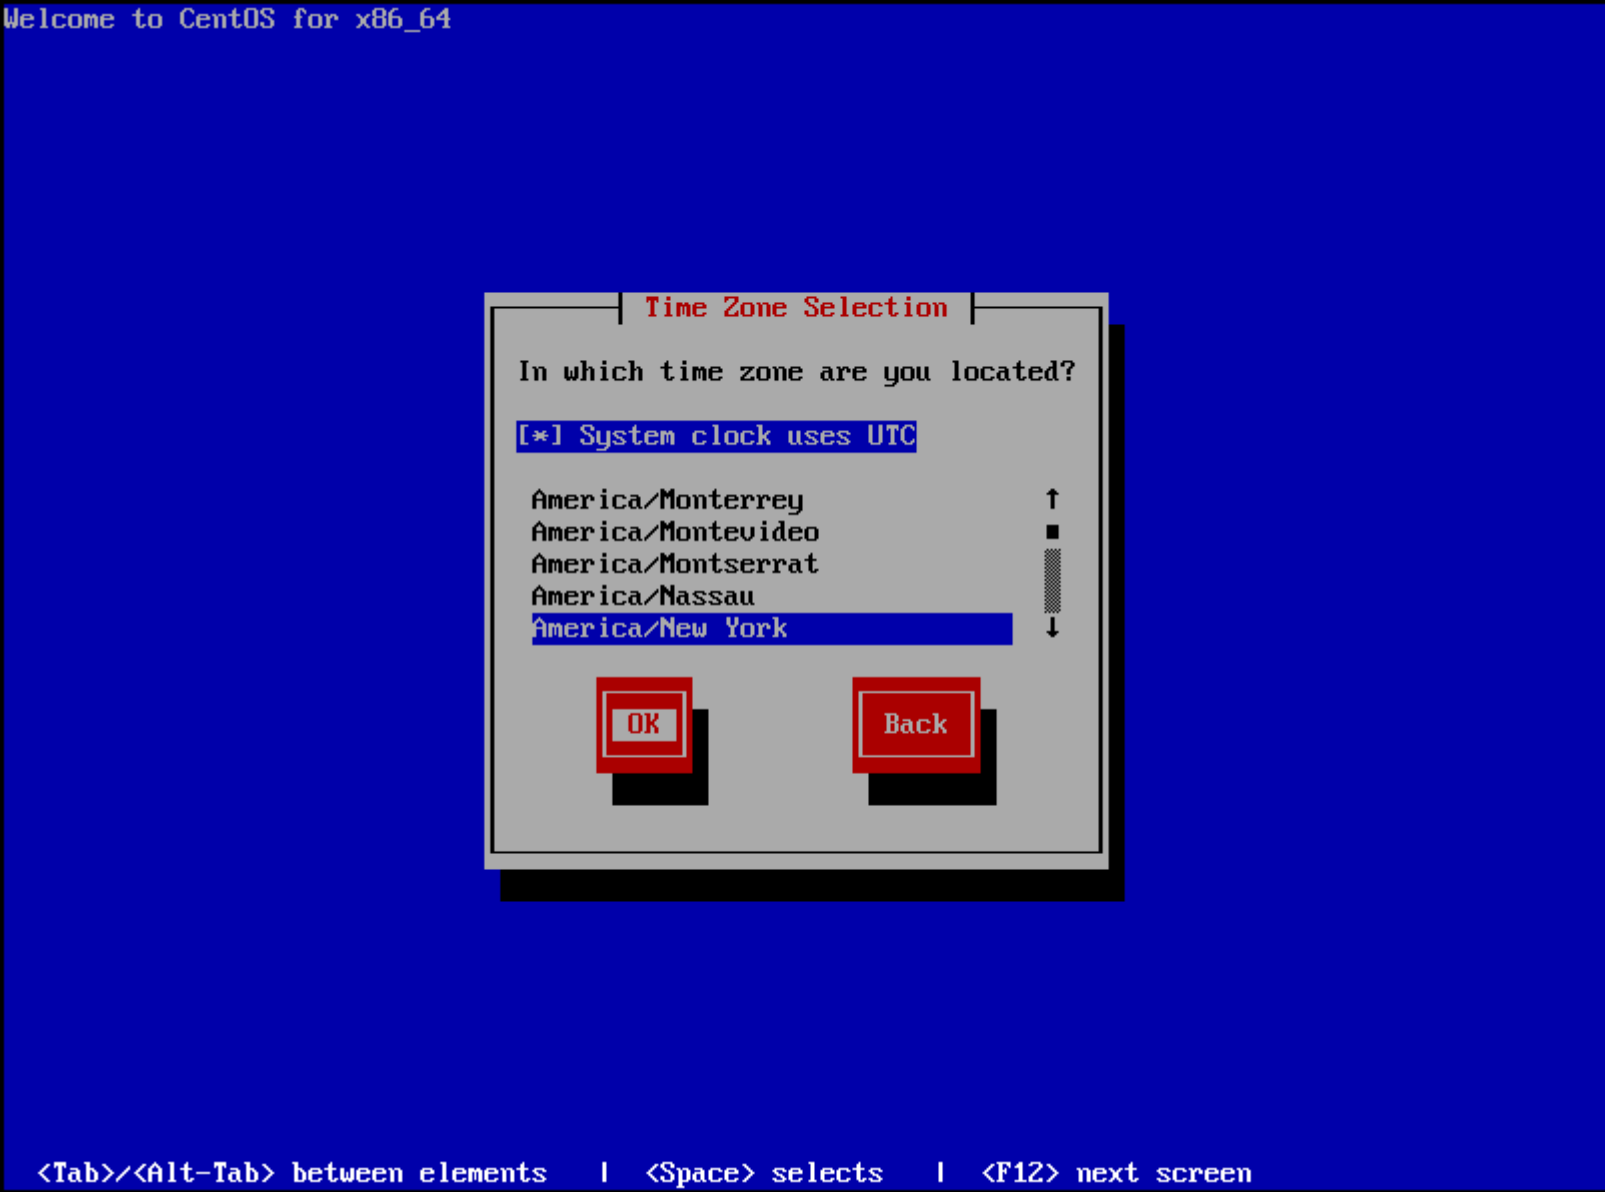 Welcome to CentOS for x86_64
Time Zone Selection
In which time zone are you located?
[*] System clock uses UTC
America/Monterrey
America/Montevideo
America/Montserrat
America/Nassau
America/New York
OK
Back
<Tab>/<Alt-Tab> between elements | <Space> selects | <F12> next screen